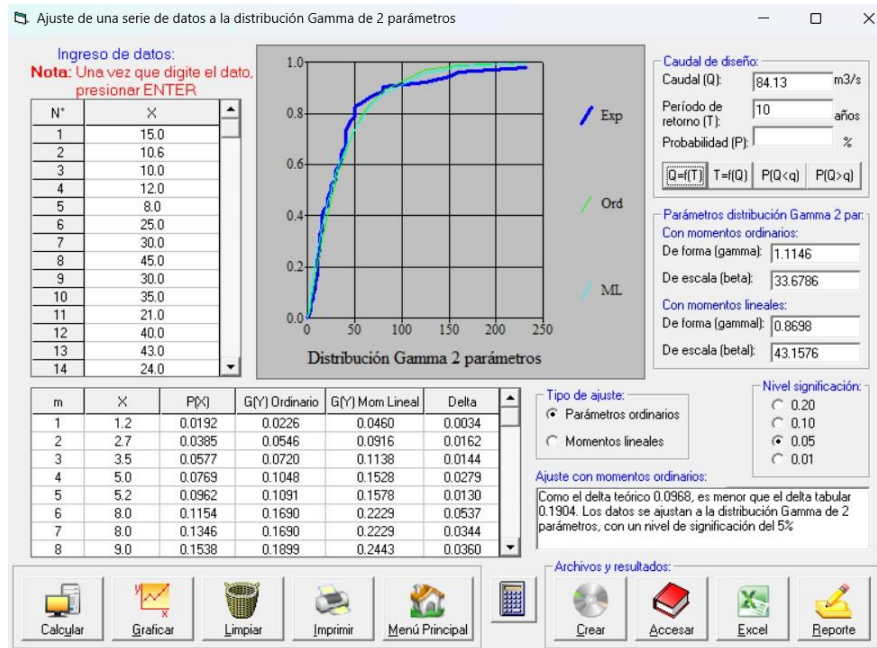 Ajuste de una serie de datos a la distribución Gamma de 2 parámetros
Ingreso de datos:
Nota: Una vez que digite el dato,
presionar ENTER
N° X
1 15.0
2 10.6
3 10.0
4 12.0
5 8.0
6 25.0
7 30.0
8 45.0
9 30.0
10 35.0
11 21.0
12 40.0
13 43.0
14 24.0
1.0
0.8
0.6
0.4
0.2
0.0
0 50 100 150 200 250
Distribución Gamma 2 parámetros
Exp
Ord
ML
Caudal de diseño:
Caudal (Q): 84.13 m3/s
Período de
retorno (T): 10 años
Probabilidad (P): %
Q=f(T) T=f(Q) P(Q<q) P(Q>q)
Parámetros distribución Gamma 2 par.:
Con momentos ordinarios:
De forma (gamma): 1.1146
De escala (beta): 33.6786
Con momentos lineales:
De forma (gammal): 0.8698
De escala (betal): 43.1576
m X P(X) G(Y) Ordinario G(Y) Mom Lineal Delta
1 1.2 0.0192 0.0226 0.0460 0.0034
2 2.7 0.0385 0.0546 0.0916 0.0162
3 3.5 0.0577 0.0720 0.1138 0.0144
4 5.0 0.0769 0.1048 0.1528 0.0279
5 5.2 0.0962 0.1091 0.1578 0.0130
6 8.0 0.1154 0.1690 0.2229 0.0537
7 8.0 0.1346 0.1690 0.2229 0.0344
8 9.0 0.1538 0.1899 0.2443 0.0360
Tipo de ajuste:
Parámetros ordinarios
Momentos lineales
Nivel significación:
0.20
0.10
0.05
0.01
Ajuste con momentos ordinarios:
Como el delta teórico 0.0968, es menor que el delta tabular
0.1904. Los datos se ajustan a la distribución Gamma de 2
parámetros, con un nivel de significación del 5%
Calcular Graficar Limpiar Imprimir Menú Principal
Archivos y resultados:
Crear Accesar Excel Reporte